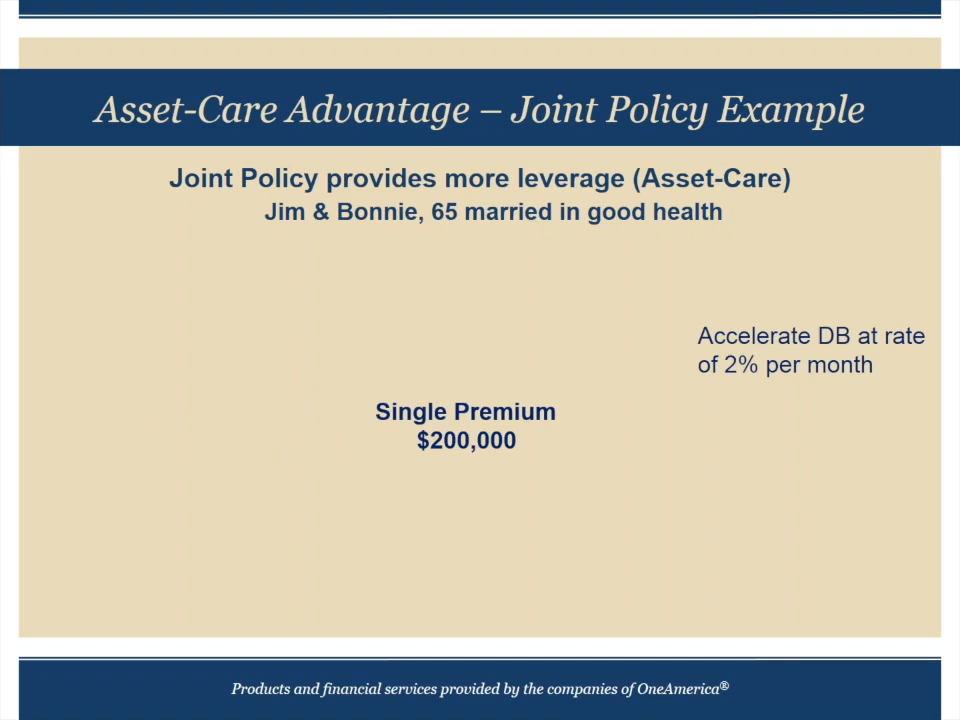 Asset-Care Advantage – Joint Policy Example
Joint Policy provides more leverage (Asset-Care)
Jim & Bonnie, 65 married in good health
Accelerate DB at rate
of 2% per month
Single Premium
$200,000
Products and financial services provided by the companies of OneAmerica®